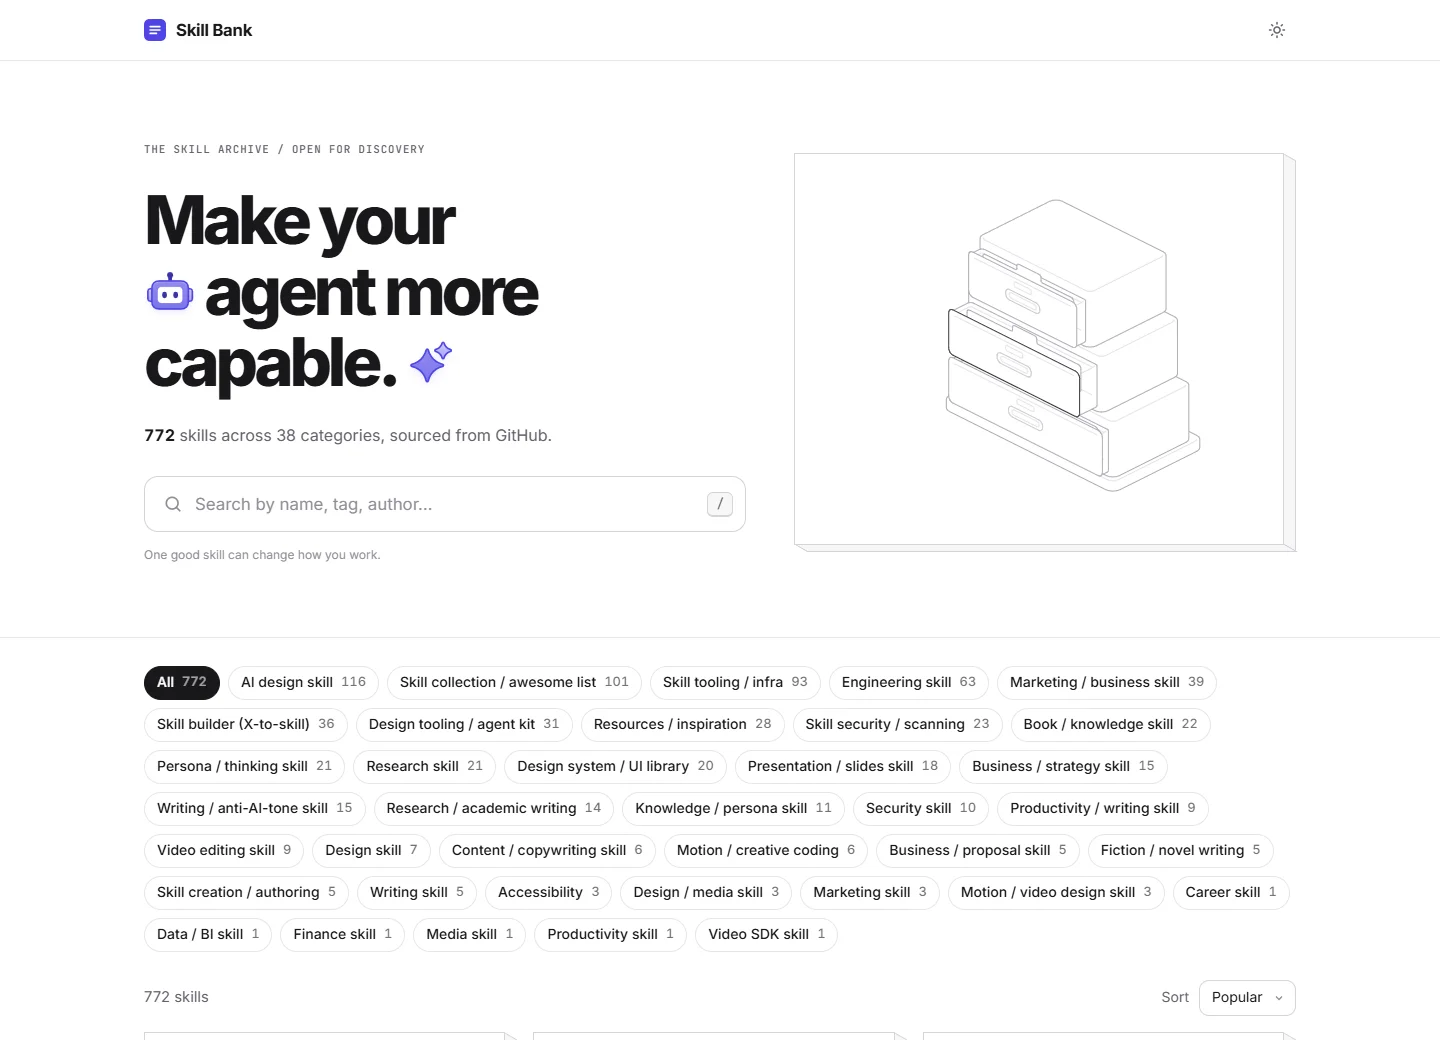 Skill Bank
THE SKILL ARCHIVE / OPEN FOR DISCOVERY
Make your
agent more
capable.
772 skills across 38 categories, sourced from GitHub.
Search by name, tag, author...
/
One good skill can change how you work.
All 772 AI design skill 116 Skill collection / awesome list 101 Skill tooling / infra 93 Engineering skill 63 Marketing / business skill 39
Skill builder (X-to-skill) 36 Design tooling / agent kit 31 Resources / inspiration 28 Skill security / scanning 23 Book / knowledge skill 22
Persona / thinking skill 21 Research skill 21 Design system / UI library 20 Presentation / slides skill 18 Business / strategy skill 15
Writing / anti-AI-tone skill 15 Research / academic writing 14 Knowledge / persona skill 11 Security skill 10 Productivity / writing skill 9
Video editing skill 9 Design skill 7 Content / copywriting skill 6 Motion / creative coding 6 Business / proposal skill 5 Fiction / novel writing 5
Skill creation / authoring 5 Writing skill 5 Accessibility 3 Design / media skill 3 Marketing skill 3 Motion / video design skill 3 Career skill 1
Data / BI skill 1 Finance skill 1 Media skill 1 Productivity skill 1 Video SDK skill 1
772 skills
Sort Popular